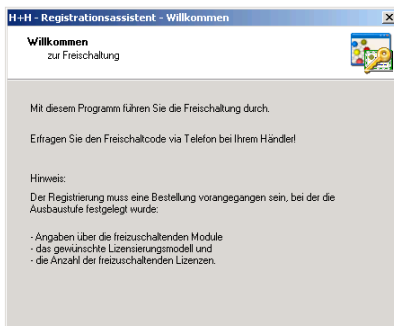 H+H - Registrationsassistent - Willkommen
Willkommen
zur Freischaltung
Mit diesem Programm führen Sie die Freischaltung durch.
Erfragen Sie den Freischaltcode via Telefon bei Ihrem Händler!
Hinweis:
Der Registrierung muss eine Bestellung vorangegangen sein, bei der die
Ausbaustufe festgelegt wurde:
- Angaben über die freizuschaltenden Module
- das gewünschte Lizensierungsmodell und
- die Anzahl der freizuschaltenden Lizenzen.